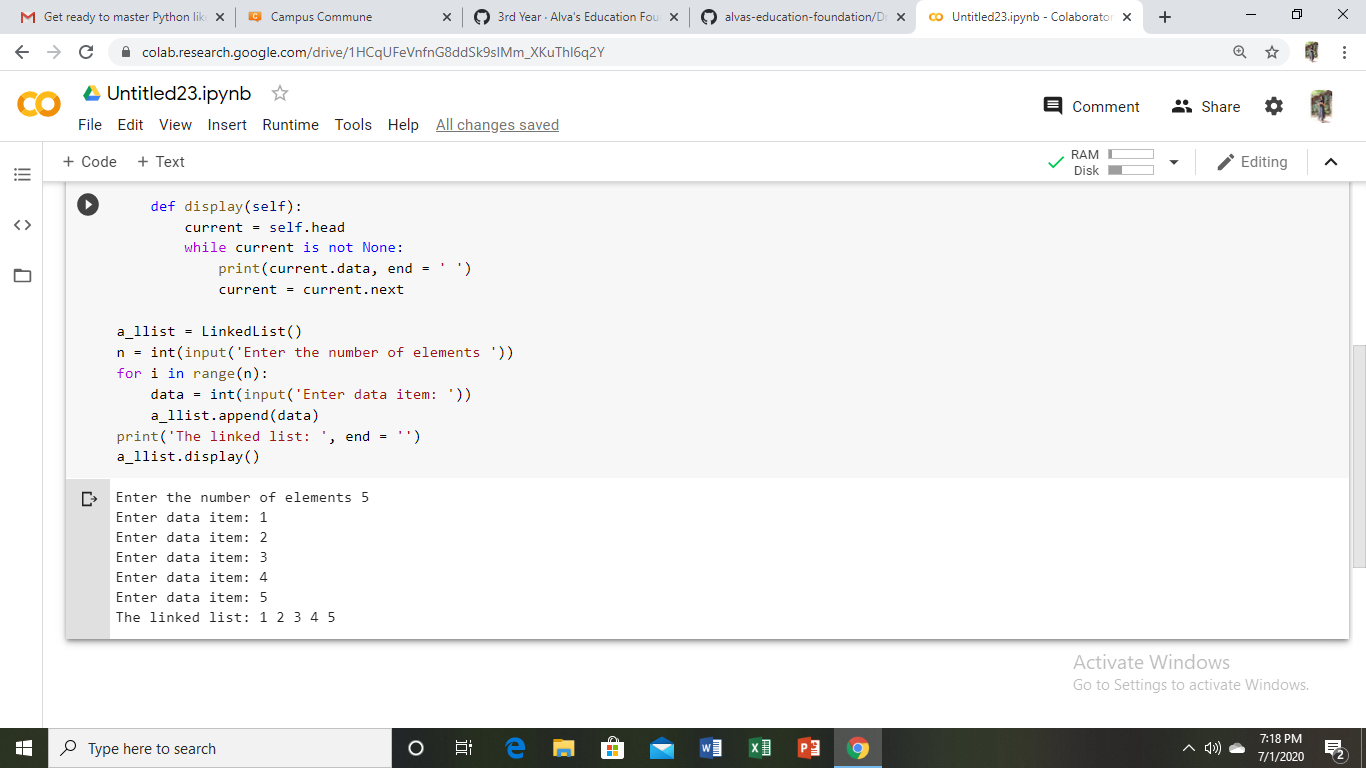 Get ready to master Python lik
Campus Commune
3rd Year · Alva's Education Fou
alvas-education-foundation/D
Untitled23.ipynb - Colaborator
colab.research.google.com/drive/1HCqUFeVnfnG8ddSk9sIMm_XKuThI6q2Y
Untitled23.ipynb
File Edit View Insert Runtime Tools Help All changes saved
Comment Share
+ Code + Text
RAM
Disk
Editing
def display(self):
current = self.head
while current is not None:
print(current.data, end = ' ')
current = current.next
a_llist = LinkedList()
n = int(input('Enter the number of elements '))
for i in range(n):
data = int(input('Enter data item: '))
a_llist.append(data)
print('The linked list: ', end = '')
a_llist.display()
Enter the number of elements 5
Enter data item: 1
Enter data item: 2
Enter data item: 3
Enter data item: 4
Enter data item: 5
The linked list: 1 2 3 4 5
Activate Windows
Go to Settings to activate Windows.
Type here to search
7:18 PM
7/1/2020
2